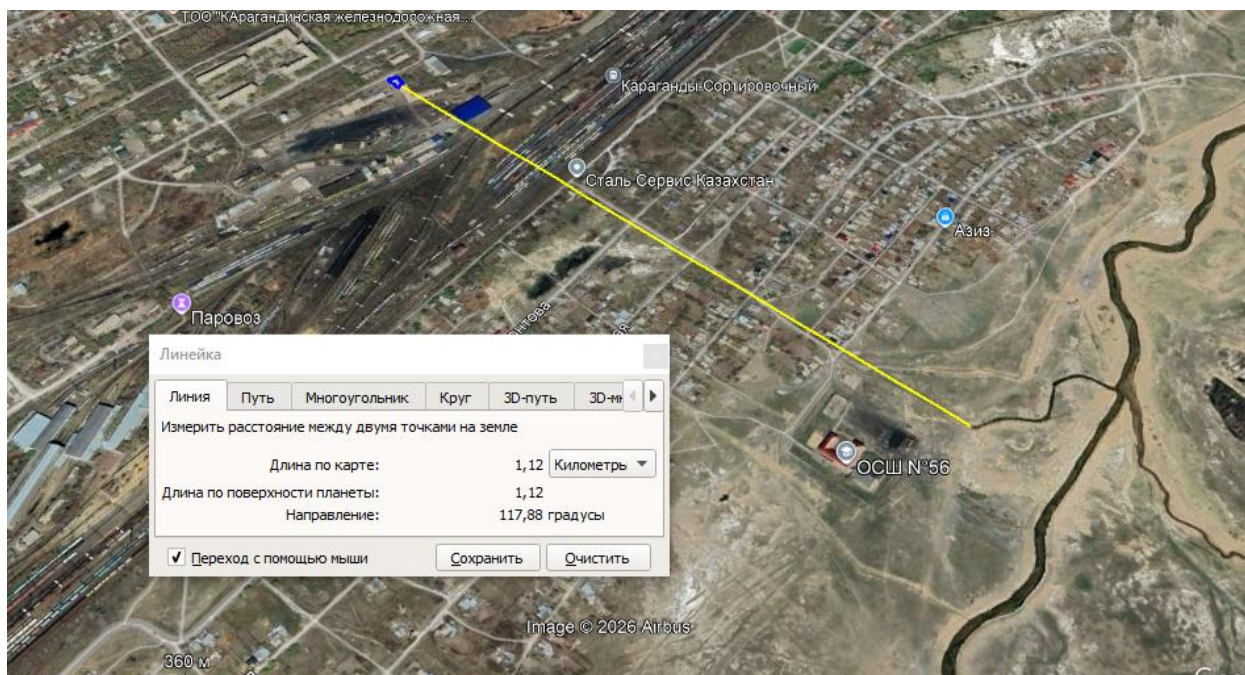 ТОО "КАрагандинская железнодорожная...
Караганды-Сортировочный
Сталь Сервис Казахстан
Азиз
Паровоз
ОСШ №56
Линейка
Линия Путь Многоугольник Круг 3D-путь 3D-мн
Измерить расстояние между двумя точками на земле
Длина по карте: 1,12 Километры
Длина по поверхности планеты: 1,12
Направление: 117,88 градусы
Переход с помощью мыши Сохранить Очистить
Image © 2026 Airbus
360 м